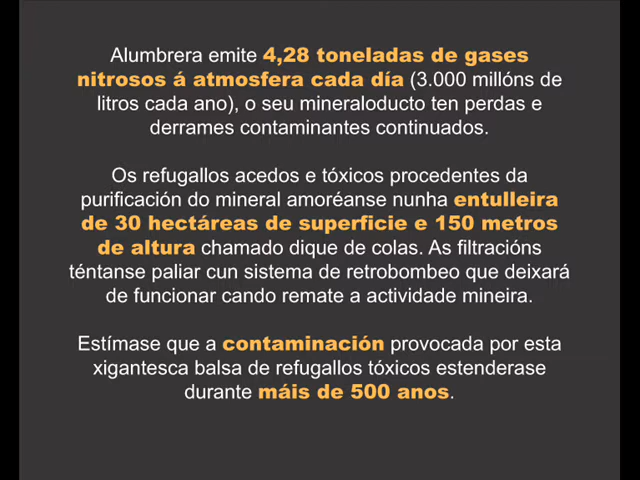 Alumbrera emite 4,28 toneladas de gases
nitrosos á atmosfera cada día (3.000 millóns de
litros cada ano), o seu mineraloducto ten perdas e
derrames contaminantes continuados.
Os refugallos acedos e tóxicos procedentes da
purificación do mineral amoréanse nunha entulleira
de 30 hectáreas de superficie e 150 metros
de altura chamado dique de colas. As filtracións
téntanse paliar cun sistema de retrobombeo que deixará
de funcionar cando remate a actividade mineira.
Estímase que a contaminación provocada por esta
xigantesca balsa de refugallos tóxicos estenderase
durante máis de 500 anos.